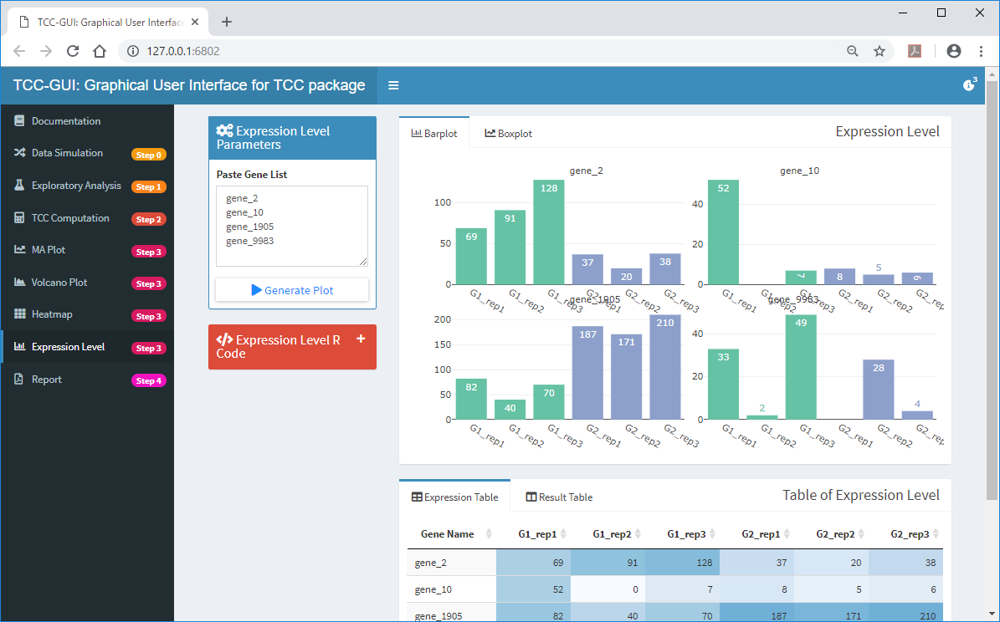 TCC-GUI: Graphical User Interfac
127.0.0.1:6802
TCC-GUI: Graphical User Interface for TCC package
3
Documentation
Data Simulation Step 0
Exploratory Analysis Step 1
TCC Computation Step 2
MA Plot Step 3
Volcano Plot Step 3
Heatmap Step 3
Expression Level Step 3
Report Step 4
Expression Level
Parameters
Paste Gene List
gene_2
gene_10
gene_1905
gene_9983
Generate Plot
Expression Level R
Code
Barplot Boxplot Expression Level
gene_2
100
50
0
69 91 128 37 20 38
G1_rep1 G1_rep2 G1_rep3 G2_rep1 G2_rep2 G2_rep3
gene_10
40
20
0
52 7 8 5 6
G1_rep1 G1_rep2 G1_rep3 G2_rep1 G2_rep2 G2_rep
gene_1905
200
150
100
50
0
82 40 70 187 171 210
G1_rep1 G1_rep2 G1_rep3 G2_rep1 G2_rep2 G2_rep3
gene_9983
40
20
0
33 2 49 28 4
G1_rep1 G1_rep2 G1_rep3 G2_rep1 G2_rep2 G2_rep
Expression Table Result Table Table of Expression Level
Gene Name G1_rep1 G1_rep2 G1_rep3 G2_rep1 G2_rep2 G2_rep3
gene_2 69 91 128 37 20 38
gene_10 52 0 7 8 5 6
gene_1905 82 40 70 187 171 210